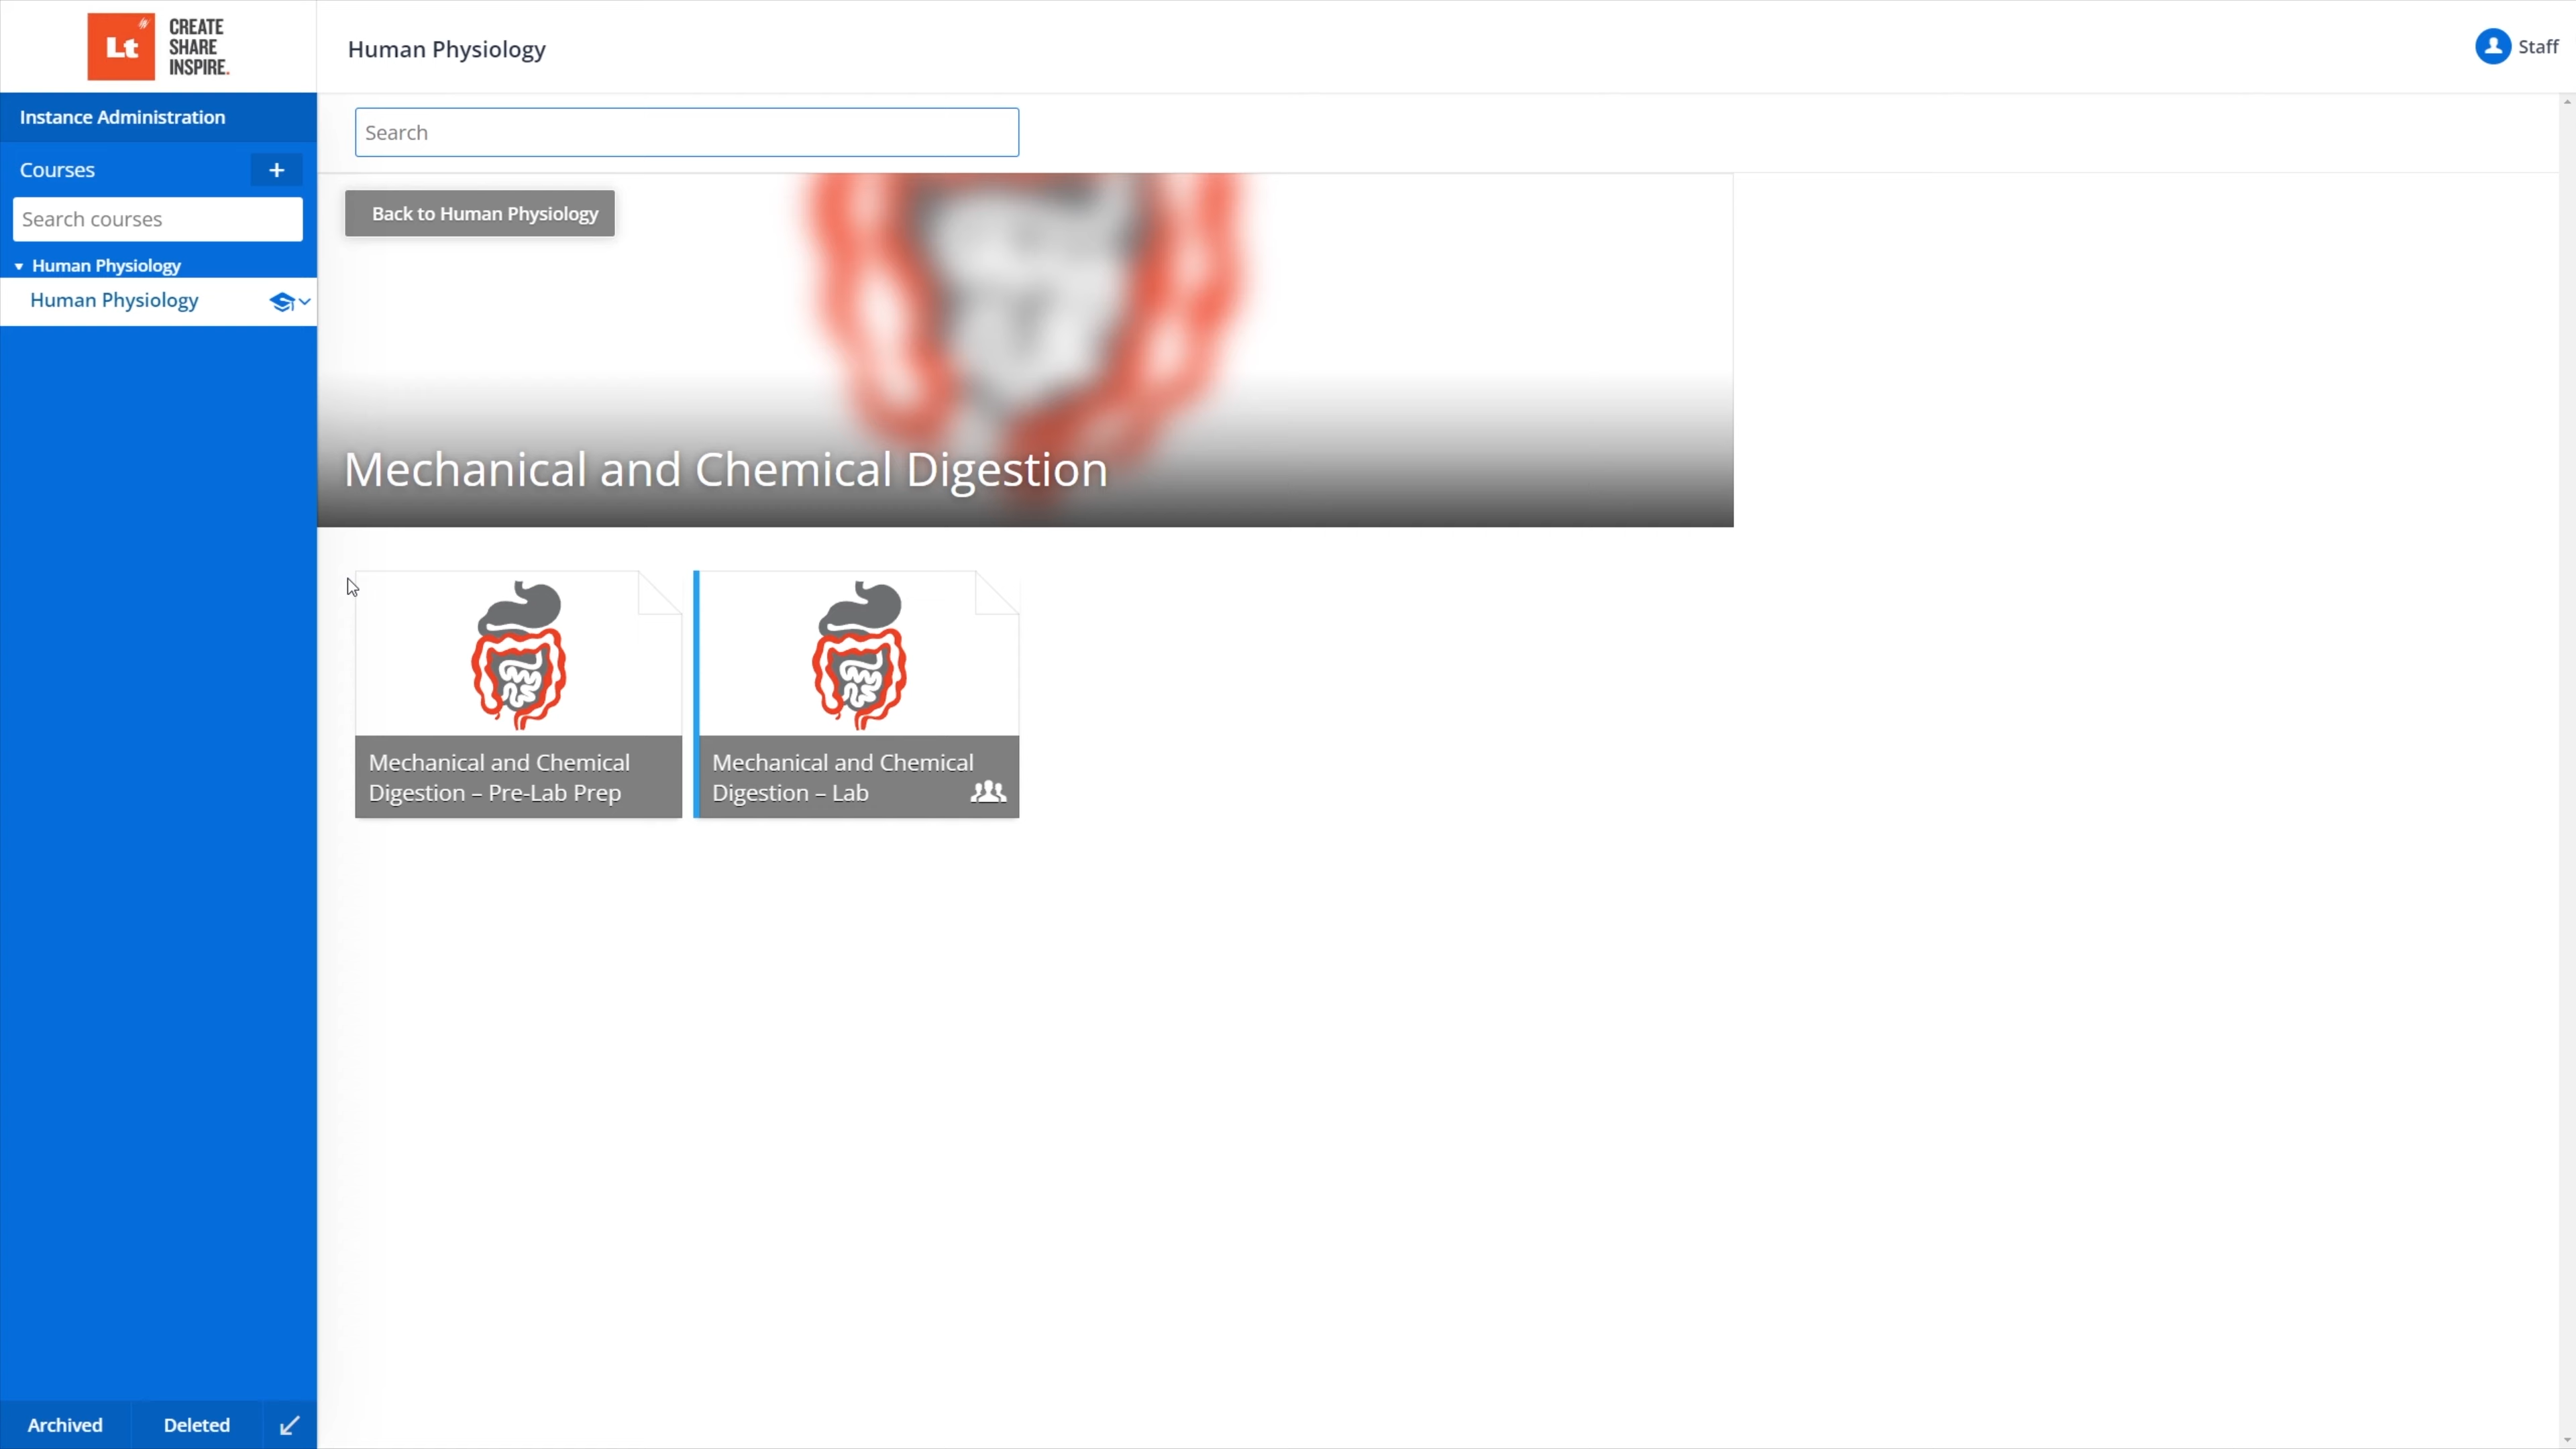 Lt
CREATE
SHARE
INSPIRE.
Human Physiology
Staff
Instance Administration
Courses
+
Search courses
Human Physiology
Human Physiology
Search
Back to Human Physiology
Mechanical and Chemical Digestion
Mechanical and Chemical
Digestion – Pre-Lab Prep
Mechanical and Chemical
Digestion – Lab
Archived
Deleted